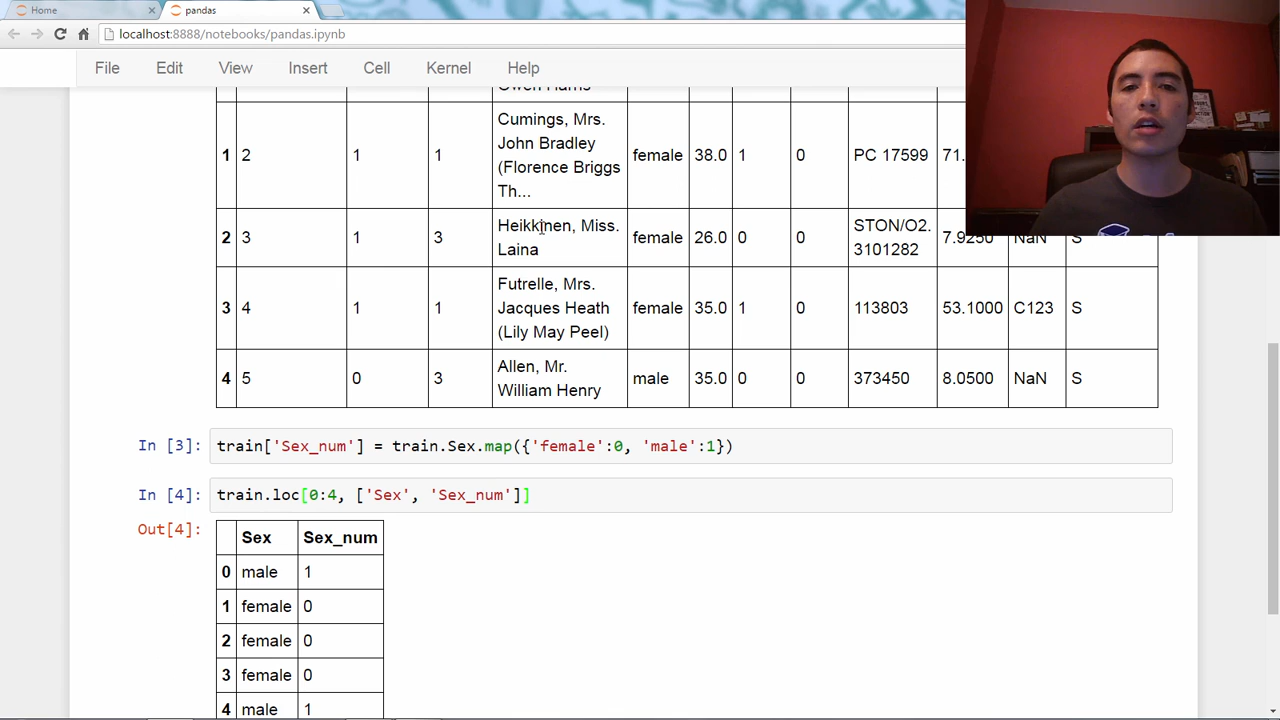 Home
pandas
localhost:8888/notebooks/pandas.ipynb
File Edit View Insert Cell Kernel Help
Owen Harris
1 2 1 1 Cumings, Mrs. John Bradley (Florence Briggs Th... female 38.0 1 0 PC 17599 71.
2 3 1 3 Heikkinen, Miss. Laina female 26.0 0 0 STON/O2. 3101282 7.9250 NaN S
3 4 1 1 Futrelle, Mrs. Jacques Heath (Lily May Peel) female 35.0 1 0 113803 53.1000 C123 S
4 5 0 3 Allen, Mr. William Henry male 35.0 0 0 373450 8.0500 NaN S
In [3]: train['Sex_num'] = train.Sex.map({'female':0, 'male':1})
In [4]: train.loc[0:4, ['Sex', 'Sex_num']]
Out[4]:
Sex Sex_num
0 male 1
1 female 0
2 female 0
3 female 0
4 male 1